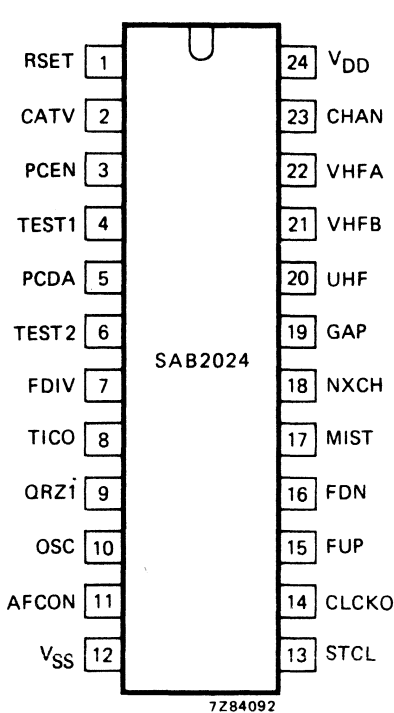 RSET 1 24 VDD
CATV 2 23 CHAN
PCEN 3 22 VHFA
TEST1 4 21 VHFB
PCDA 5 20 UHF
TEST2 6 19 GAP
SAB2024
FDIV 7 18 NXCH
TICO 8 17 MIST
QRZ1 9 16 FDN
OSC 10 15 FUP
AFCON 11 14 CLCKO
VSS 12 13 STCL
7Z84092